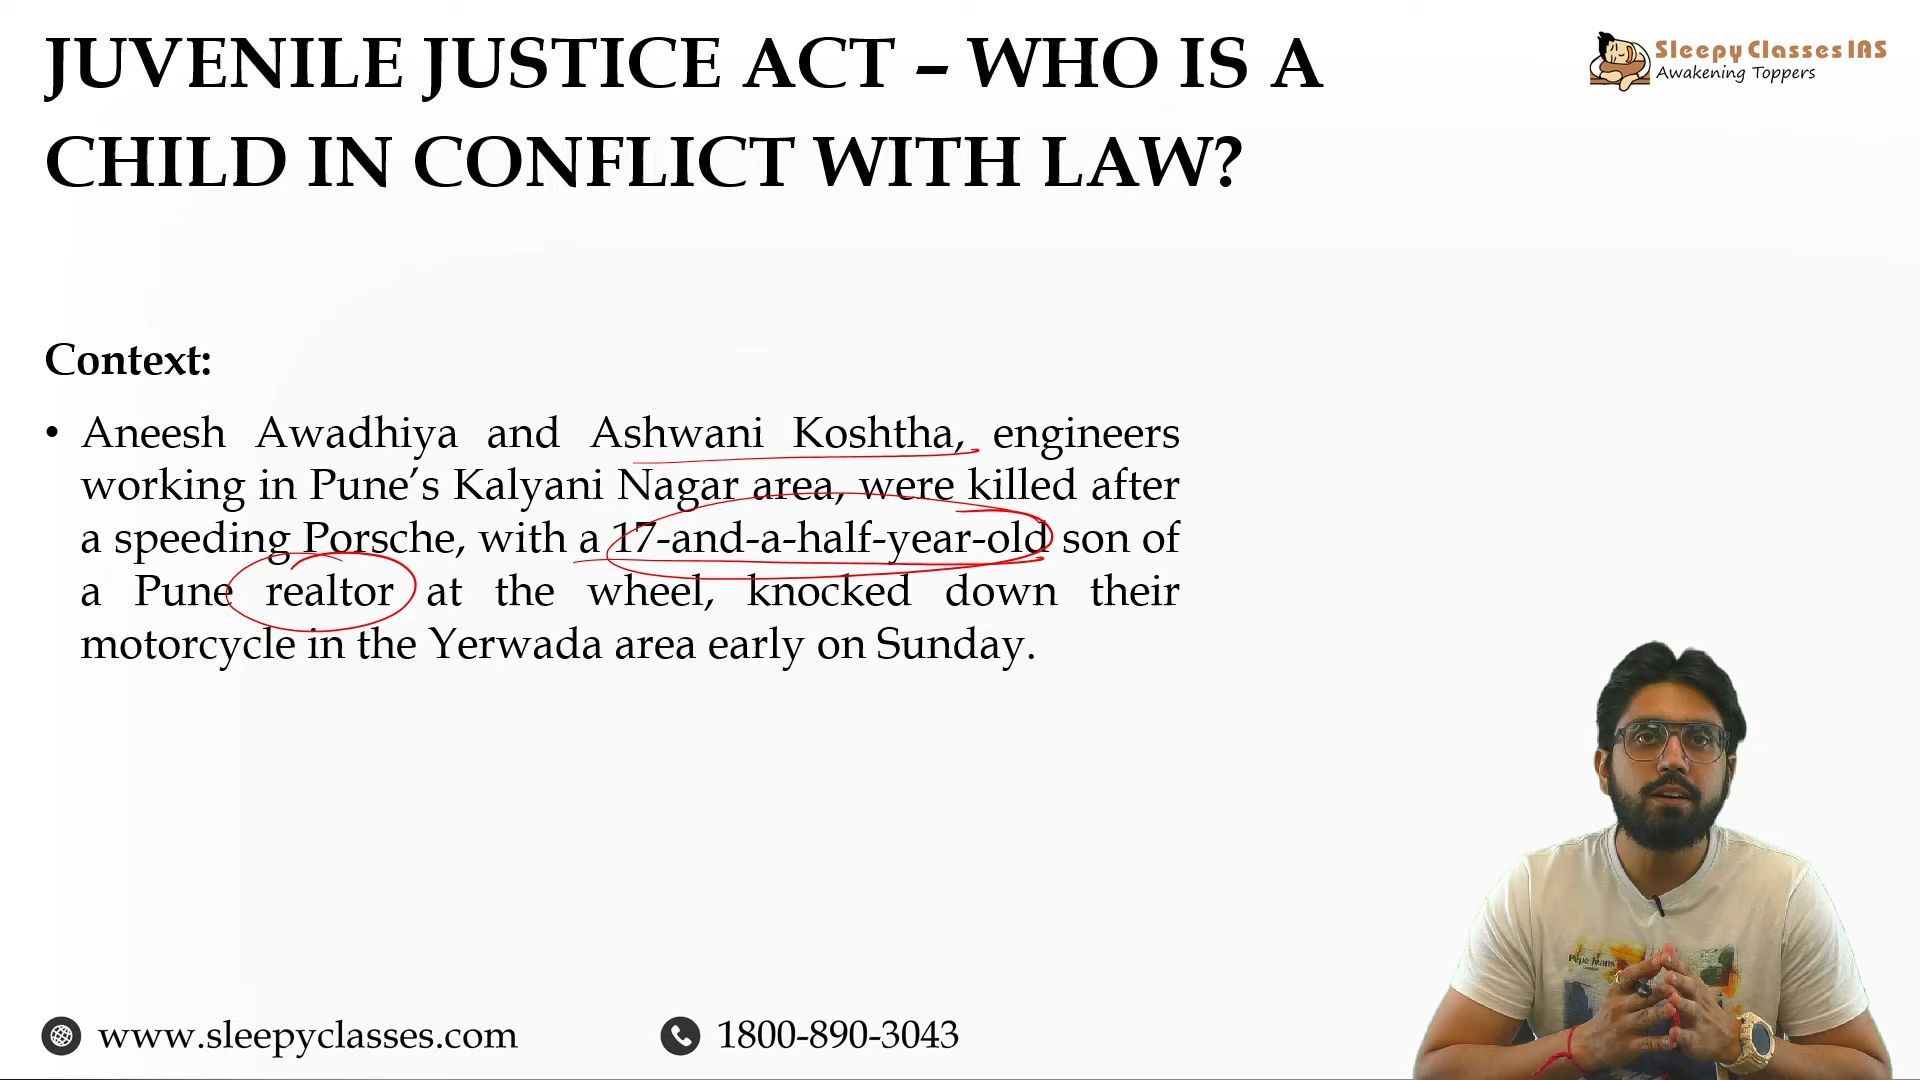 JUVENILE JUSTICE ACT – WHO IS A
CHILD IN CONFLICT WITH LAW?
Sleepy Classes IAS
Awakening Toppers
Context:
• Aneesh Awadhiya and Ashwani Koshtha, engineers
working in Pune’s Kalyani Nagar area, were killed after
a speeding Porsche, with a 17-and-a-half-year-old son of
a Pune realtor at the wheel, knocked down their
motorcycle in the Yerwada area early on Sunday.
Pepe Jeans
www.sleepyclasses.com
1800-890-3043